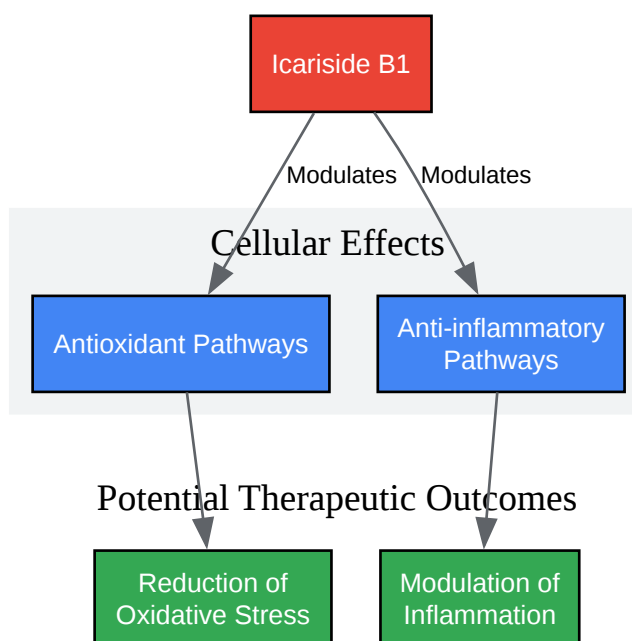 Icariside B1
Modulates
Modulates
Cellular Effects
Antioxidant Pathways
Anti-inflammatory
Pathways
Potential Therapeutic Outcomes
Reduction of
Oxidative Stress
Modulation of
Inflammation